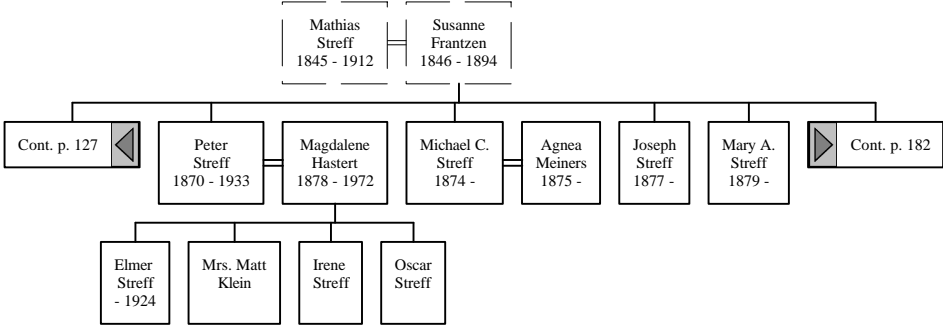 Mathias
Streff
1845 - 1912
Susanne
Frantzen
1846 - 1894
Cont. p. 127
Peter
Streff
1870 - 1933
Magdalene
Hastert
1878 - 1972
Michael C.
Streff
1874 -
Agnea
Meiners
1875 -
Joseph
Streff
1877 -
Mary A.
Streff
1879 -
Cont. p. 182
Elmer
Streff
- 1924
Mrs. Matt
Klein
Irene
Streff
Oscar
Streff